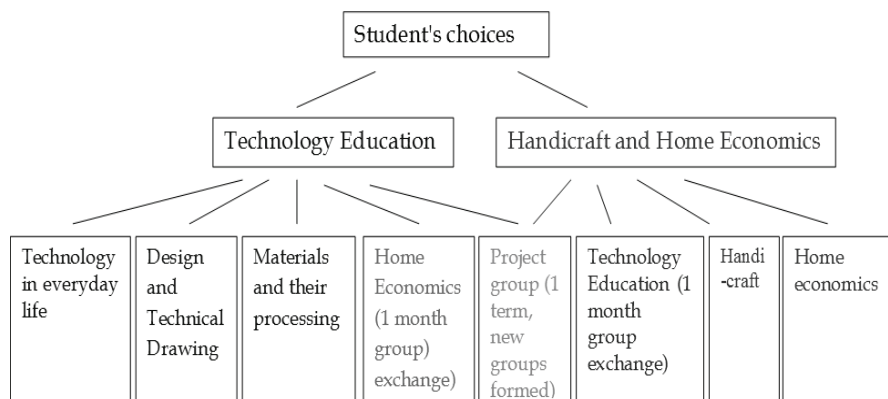 Student's choices
Technology Education
Handicraft and Home Economics
Technology
in everyday
life
Design
and
Technical
Drawing
Materials
and their
processing
Home
Economics
(1 month
group)
exchange)
Project
group (1
term,
new
groups
formed)
Technology
Education (1
month
group
exchange)
Handi
-craft
Home
economics